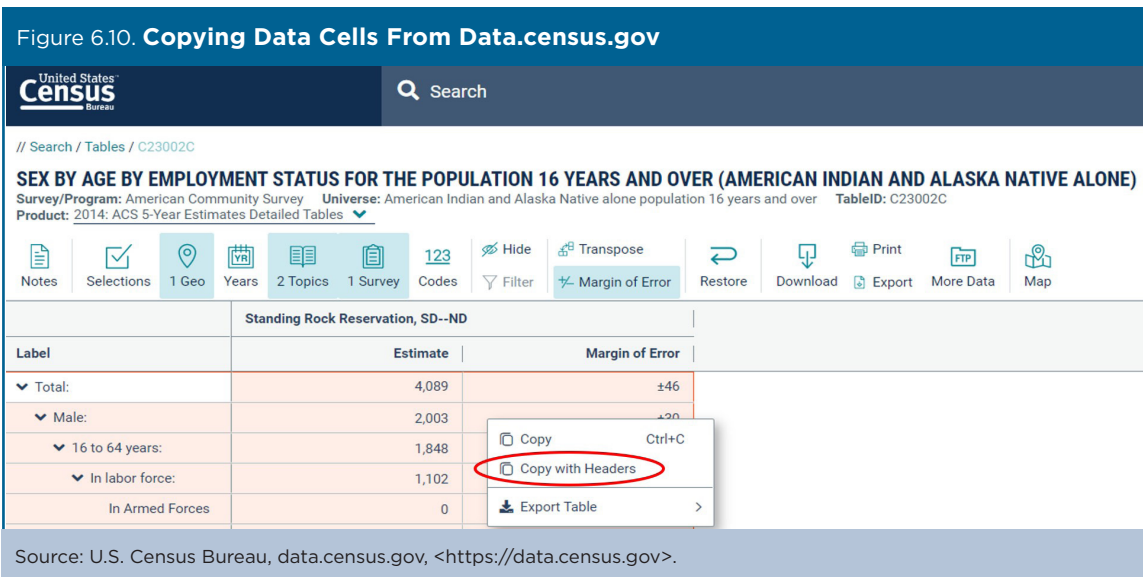 Figure 6.10. Copying Data Cells From Data.census.gov
United States™
Census
Bureau
Search
// Search / Tables / C23002C
SEX BY AGE BY EMPLOYMENT STATUS FOR THE POPULATION 16 YEARS AND OVER (AMERICAN INDIAN AND ALASKA NATIVE ALONE)
Survey/Program: American Community Survey Universe: American Indian and Alaska Native alone population 16 years and over TableID: C23002C
Product: 2014: ACS 5-Year Estimates Detailed Tables
YR 123 Hide Transpose Print FTP
Notes Selections 1 Geo Years 2 Topics 1 Survey Codes Filter Margin of Error Restore Download Export More Data Map
Standing Rock Reservation, SD--ND
Label Estimate Margin of Error
Total: 4,089 ±46
Male: 2,003 ±30
16 to 64 years: 1,848
In labor force: 1,102
In Armed Forces 0
Copy Ctrl+C
Copy with Headers
Export Table >
Source: U.S. Census Bureau, data.census.gov, <https://data.census.gov>.